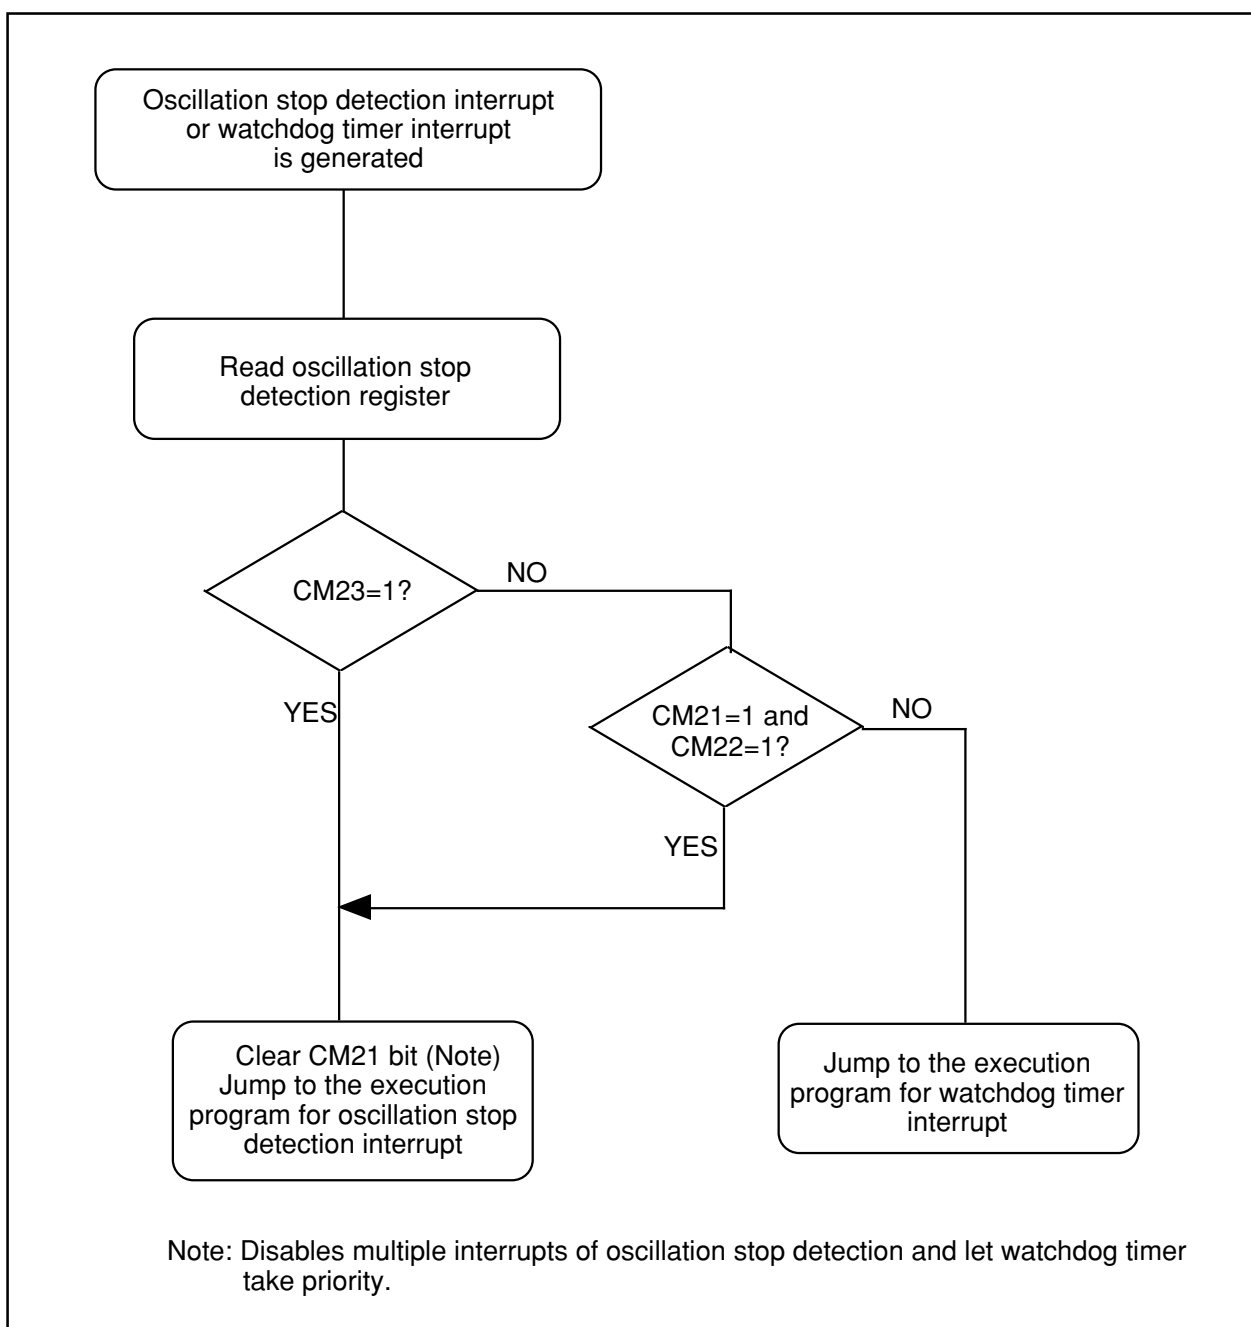 Oscillation stop detection interrupt
or watchdog timer interrupt
is generated
Read oscillation stop
detection register
CM23=1?
NO
YES
CM21=1 and
CM22=1?
NO
YES
Clear CM21 bit (Note)
Jump to the execution
program for oscillation stop
detection interrupt
Jump to the execution
program for watchdog timer
interrupt
Note: Disables multiple interrupts of oscillation stop detection and let watchdog timer
take priority.